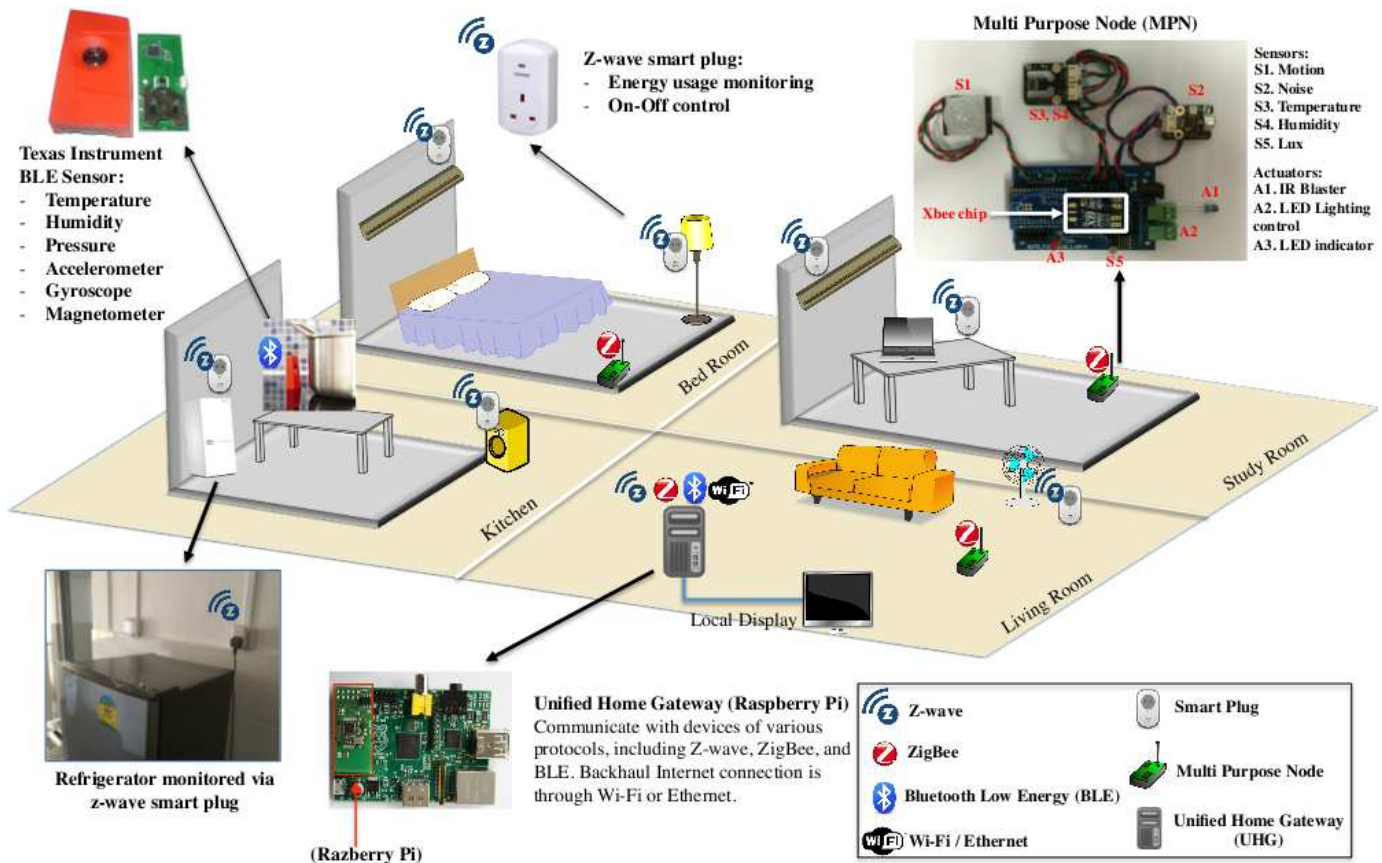 Multi Purpose Node (MPN)
Z-wave smart plug:
- Energy usage monitoring
- On-Off control
Sensors:
S1. Motion
S2. Noise
S3. Temperature
S4. Humidity
S5. Lux
Actuators:
A1. IR Blaster
A2. LED Lighting
control
A3. LED indicator
S1
S3, S4
S2
Xbee chip
A1
A2
A3
S5
Texas Instrument
BLE Sensor:
- Temperature
- Humidity
- Pressure
- Accelerometer
- Gyroscope
- Magnetometer
Bed Room
Study Room
Kitchen
Living Room
Wi Fi
Local Display
Refrigerator monitored via
z-wave smart plug
(Razberry Pi)
Unified Home Gateway (Raspberry Pi)
Communicate with devices of various
protocols, including Z-wave, ZigBee, and
BLE. Backhaul Internet connection is
through Wi-Fi or Ethernet.
Z-wave
ZigBee
Bluetooth Low Energy (BLE)
Wi Fi Wi-Fi / Ethernet
Smart Plug
Multi Purpose Node
Unified Home Gateway
(UHG)